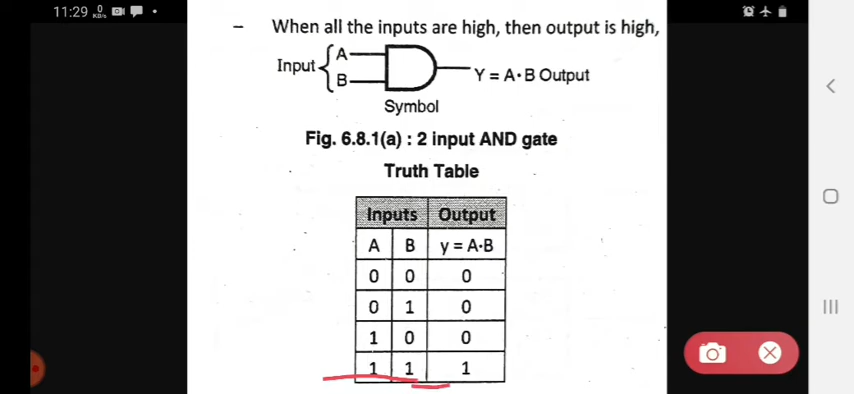 11:29 0 KB/s
– When all the inputs are high, then output is high,
Input { A
B
Y = A·B Output
Symbol
Fig. 6.8.1(a) : 2 input AND gate
Truth Table
Inputs Output
A B y = A·B
0 0 0
0 1 0
1 0 0
1 1 1